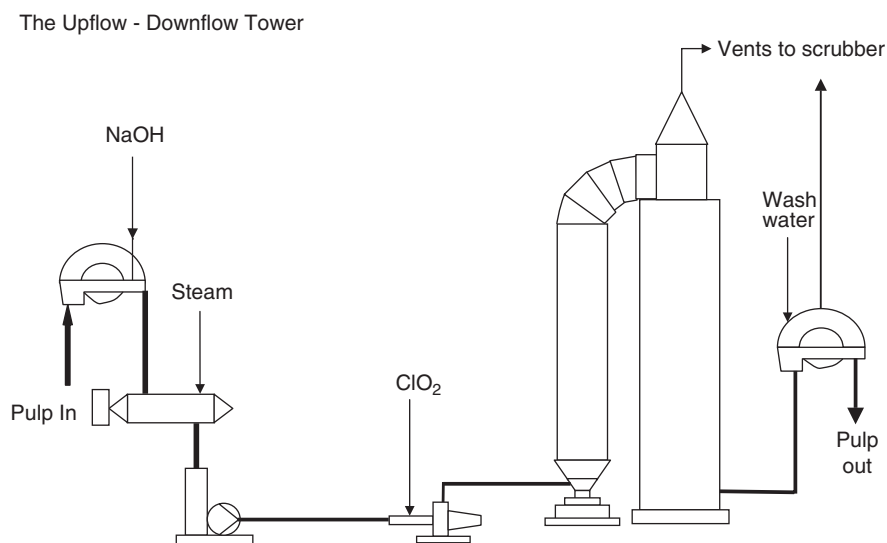 The Upflow - Downflow Tower
Vents to scrubber
NaOH
Wash
water
Steam
ClO₂
Pulp In
Pulp
out